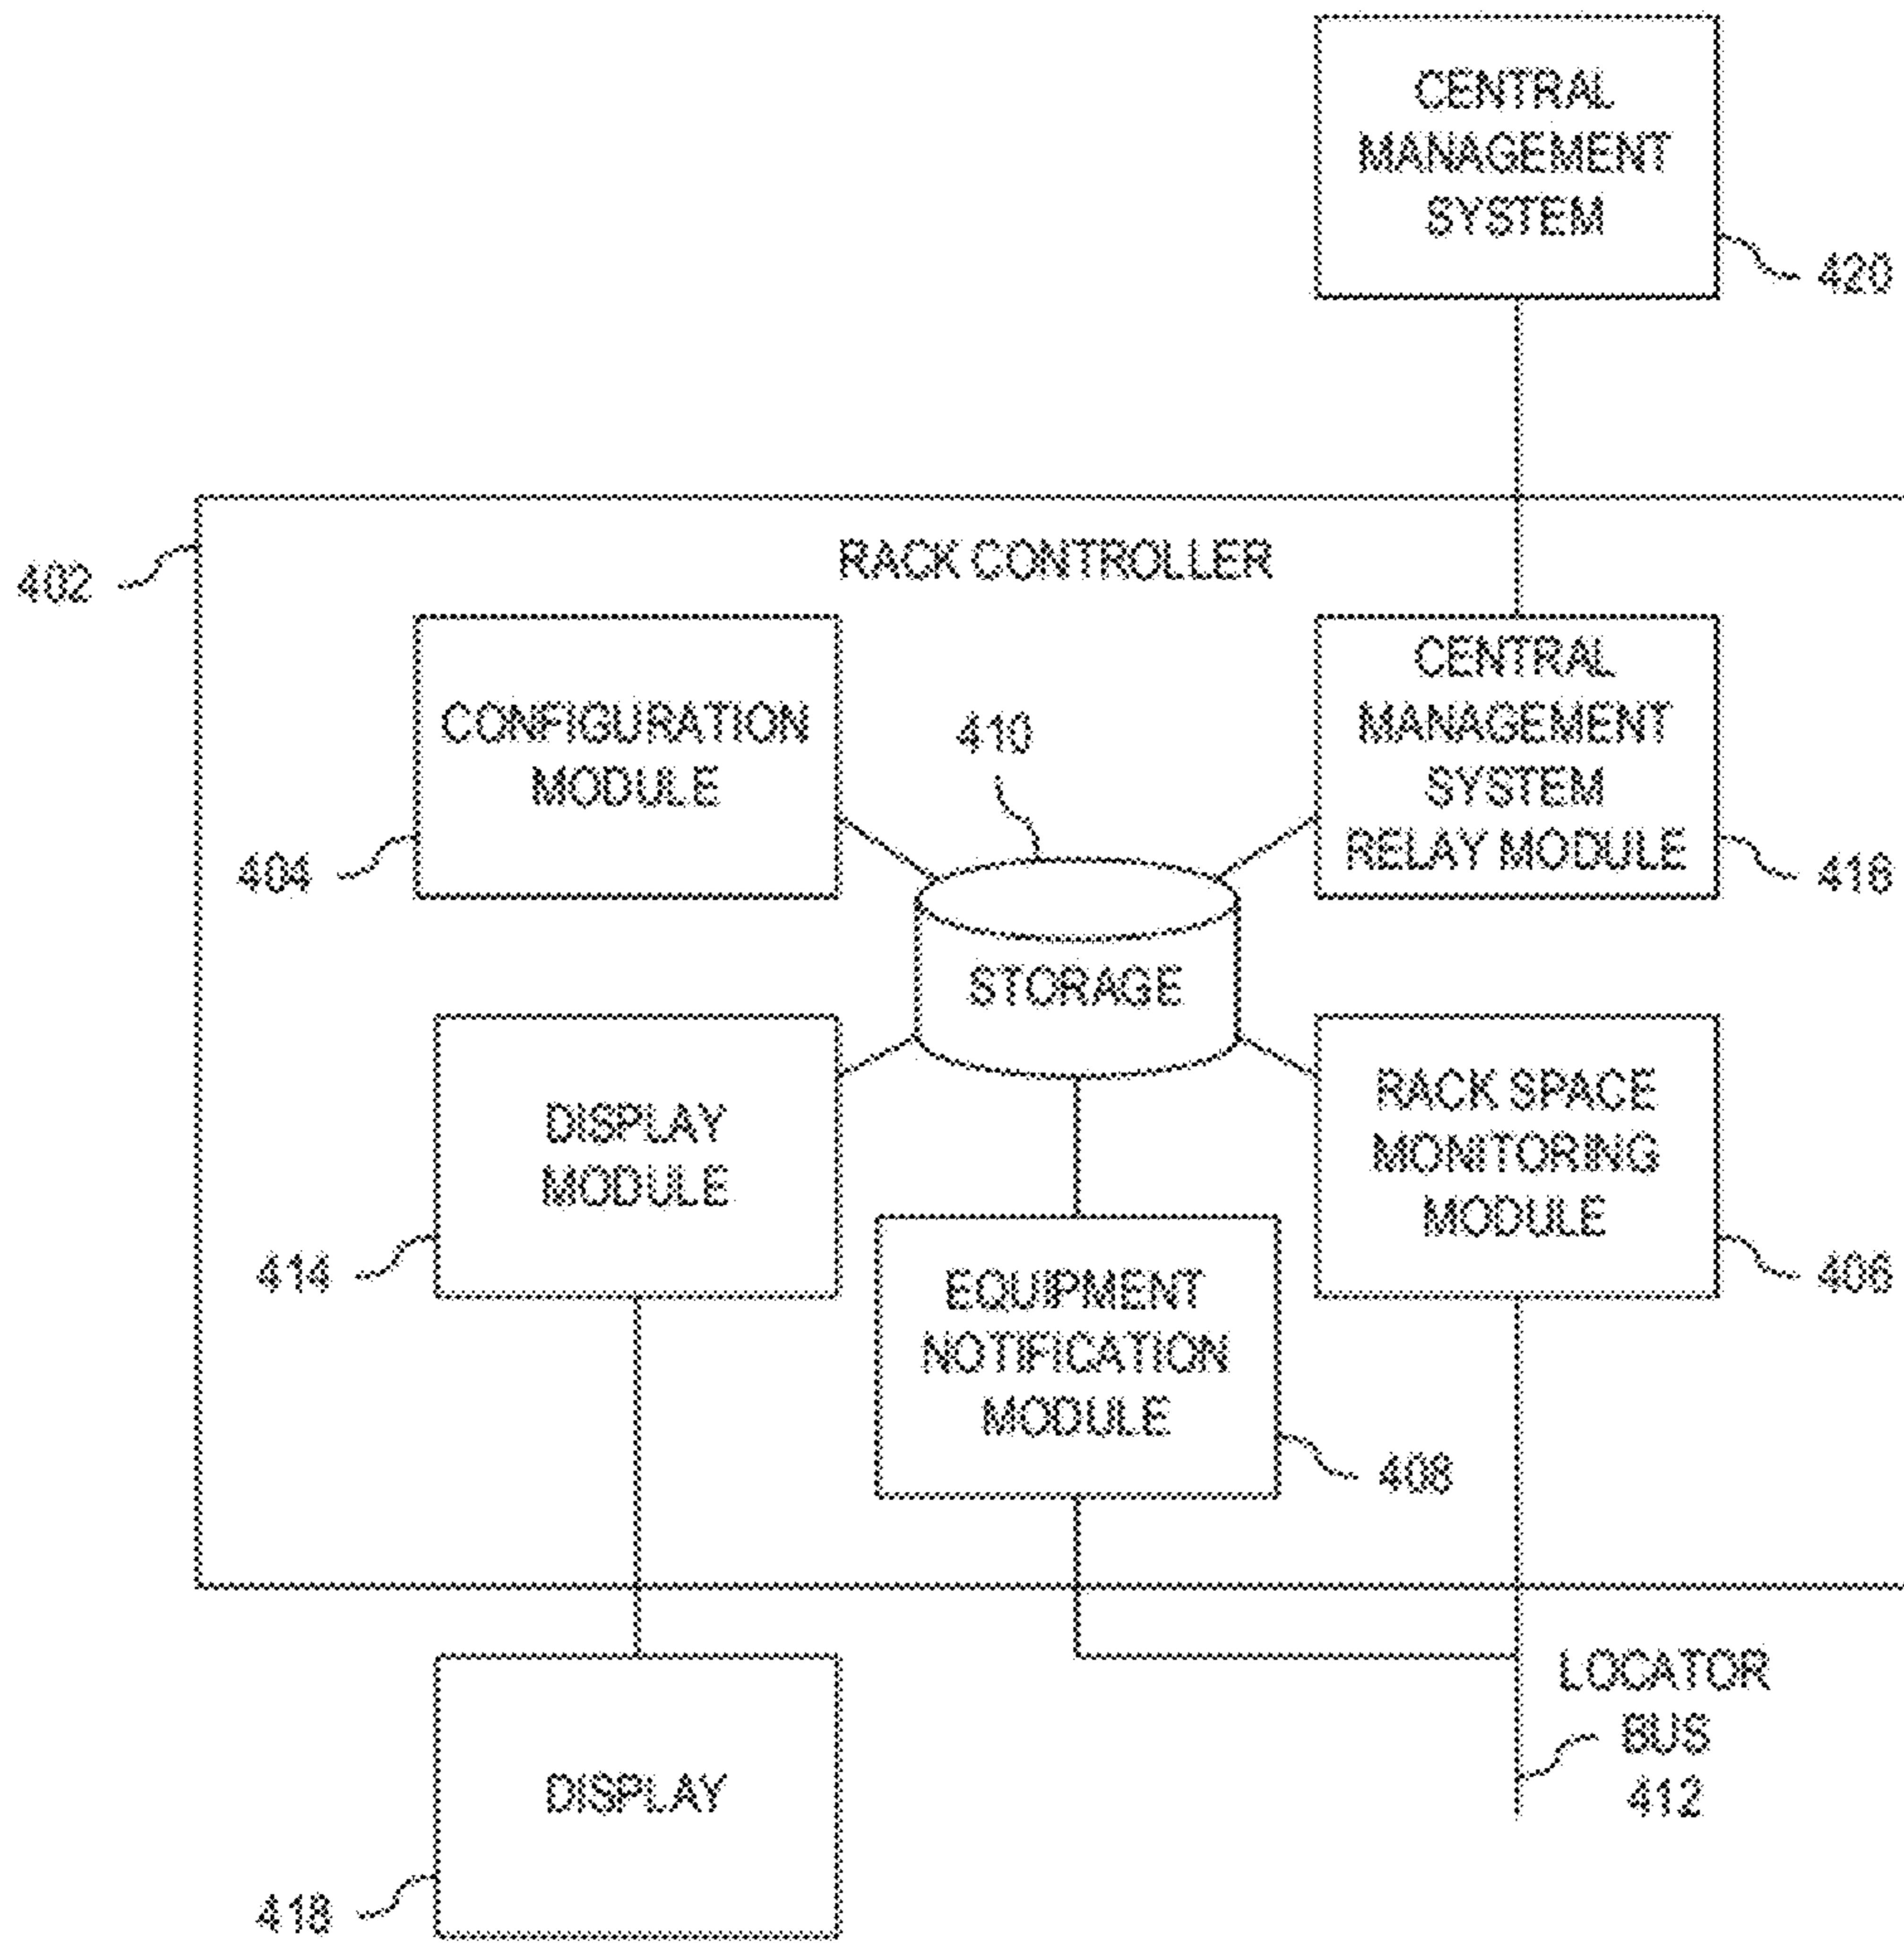 CENTRAL
MANAGEMENT
SYSTEM
420
RACK CONTROLLER
402
CONFIGURATION
MODULE
404
410
CENTRAL
MANAGEMENT
SYSTEM
RELAY MODULE
416
STORAGE
DISPLAY
MODULE
414
RACK SPACE
MONITORING
MODULE
406
EQUIPMENT
NOTIFICATION
MODULE
408
LOCATOR
BUS
412
DISPLAY
418